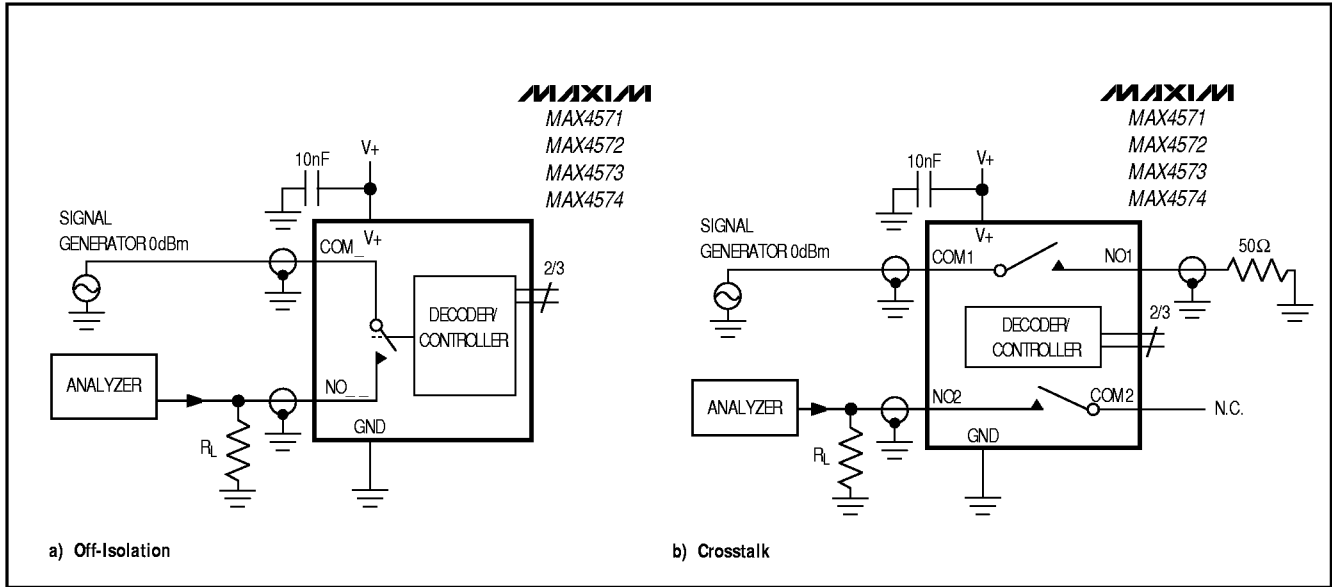 MAXIM
MAX4571
MAX4572
MAX4573
MAX4574
10nF
V+
SIGNAL
GENERATOR 0dBm
V+
COM_
2/3
DECODER/
CONTROLLER
ANALYZER
NO_ _
GND
RL
a) Off-Isolation
MAXIM
MAX4571
MAX4572
MAX4573
MAX4574
10nF
V+
SIGNAL
GENERATOR 0dBm
V+
COM1
NO1
50Ω
2/3
DECODER/
CONTROLLER
ANALYZER
NO2
COM2
N.C.
GND
RL
b) Crosstalk